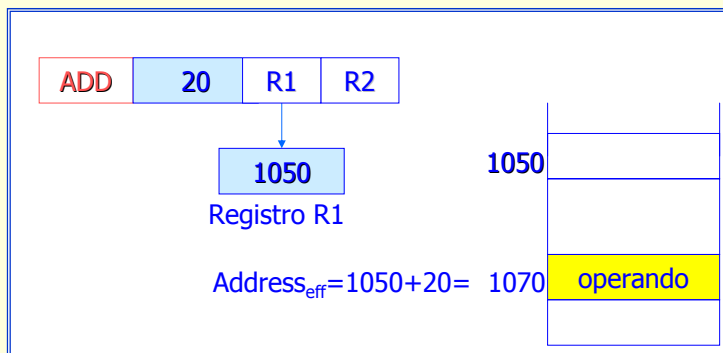 ADD 20 R1 R2
1050
1050
Registro R1
Address_eff=1050+20= 1070 operando